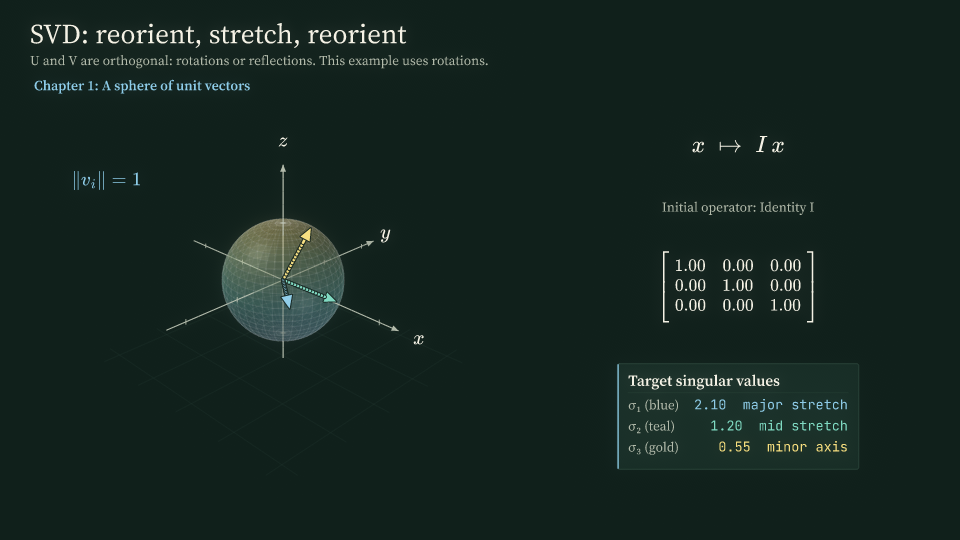 SVD: reorient, stretch, reorient
U and V are orthogonal: rotations or reflections. This example uses rotations.
Chapter 1: A sphere of unit vectors
‖vᵢ‖ = 1
z
y
x
x ↦ I x
Initial operator: Identity I
1.00 0.00 0.00
0.00 1.00 0.00
0.00 0.00 1.00
Target singular values
σ₁ (blue) 2.10 major stretch
σ₂ (teal) 1.20 mid stretch
σ₃ (gold) 0.55 minor axis